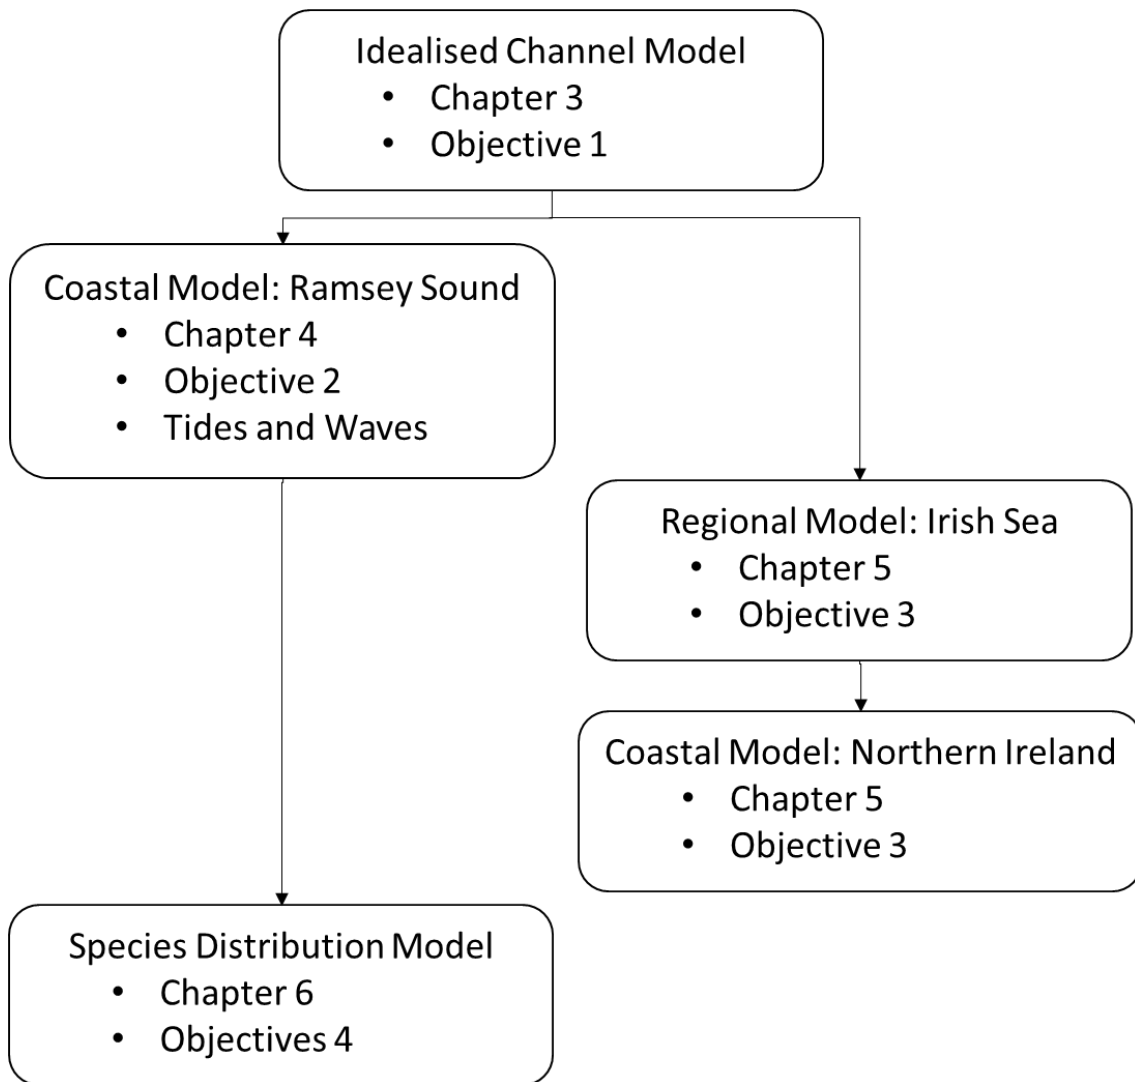 Idealised Channel Model
• Chapter 3
• Objective 1
Coastal Model: Ramsey Sound
• Chapter 4
• Objective 2
• Tides and Waves
Regional Model: Irish Sea
• Chapter 5
• Objective 3
Coastal Model: Northern Ireland
• Chapter 5
• Objective 3
Species Distribution Model
• Chapter 6
• Objectives 4